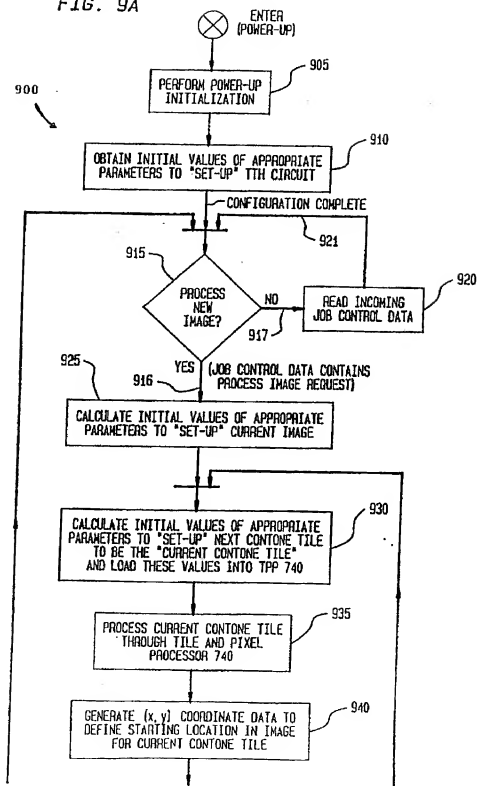 FIG. 9A
ENTER
(POWER-UP)
905
PERFORM POWER-UP
INITIALIZATION
900
910
OBTAIN INITIAL VALUES OF APPROPRIATE
PARAMETERS TO "SET-UP" TTH CIRCUIT
CONFIGURATION COMPLETE
921
915
PROCESS
NEW
IMAGE?
NO
917
READ INCOMING
JOB CONTROL DATA
920
YES
916
(JOB CONTROL DATA CONTAINS
PROCESS IMAGE REQUEST)
925
CALCULATE INITIAL VALUES OF APPROPRIATE
PARAMETERS TO "SET-UP" CURRENT IMAGE
930
CALCULATE INITIAL VALUES OF APPROPRIATE
PARAMETERS TO "SET-UP" NEXT CONTONE TILE
TO BE THE "CURRENT CONTONE TILE"
AND LOAD THESE VALUES INTO TPP 740
935
PROCESS CURRENT CONTONE TILE
THROUGH TILE AND PIXEL
PROCESSOR 740
940
GENERATE (x, y) COORDINATE DATA TO
DEFINE STARTING LOCATION IN IMAGE
FOR CURRENT CONTONE TILE